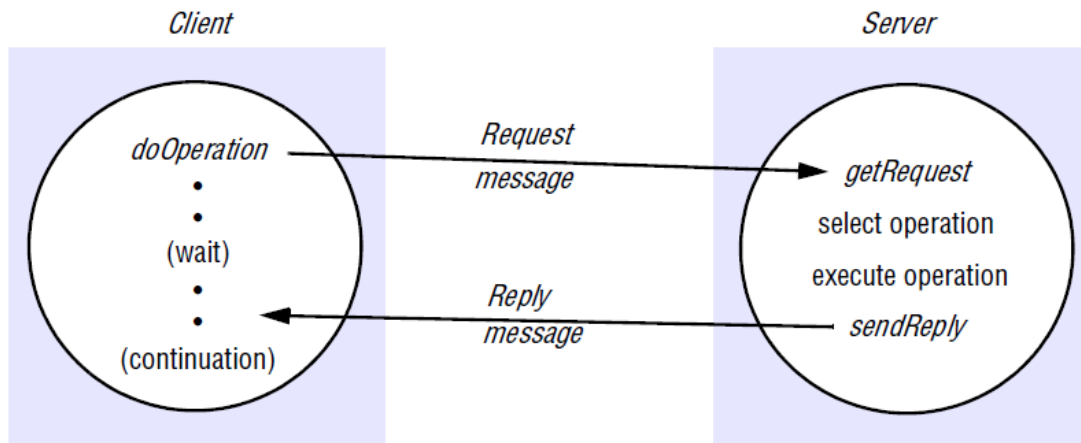 Client
Server
doOperation
•
•
(wait)
•
•
(continuation)
Request
message
Reply
message
getRequest
select operation
execute operation
sendReply